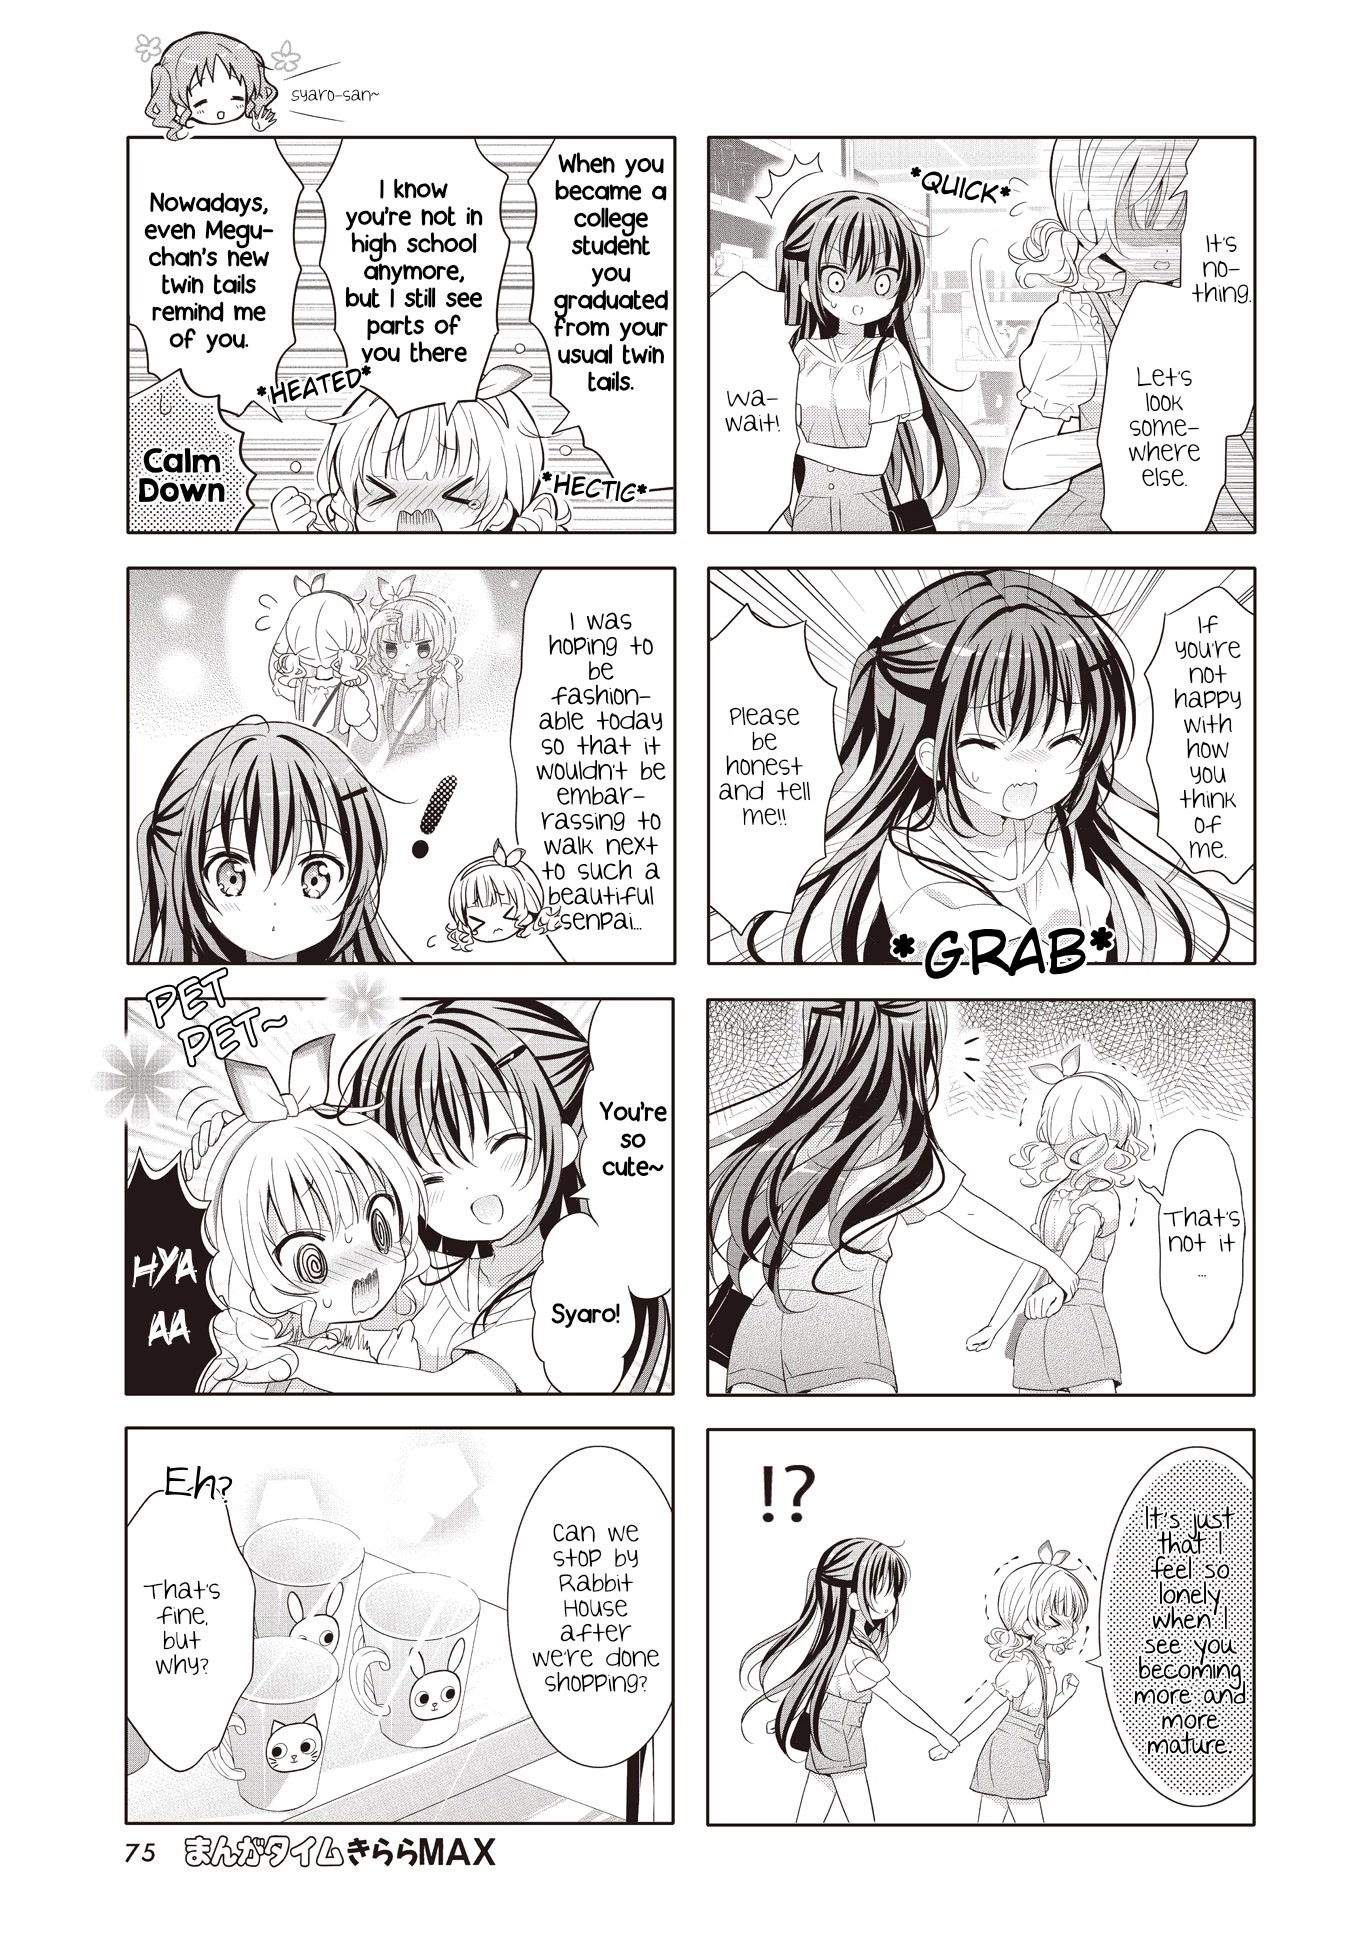 It's
no-
thing.
Let's
look
some-
where
else.
*QUICK*
Wa-
wait!
If
you're
not
happy
with
how
you
think
of
me.
Please
be
honest
and tell
me!!
*GRAB*
That's
not it
...
It's just
that I
feel so
lonely
when I
see you
becoming
more and
more
mature.
!?
syaro-san~
When you
became a
college
student
you
graduated
from your
usual twin
tails.
I know
you're not in
high school
anymore,
but I still see
parts of
you there
Nowadays,
even Megu-
chan's new
twin tails
remind me
of you.
*HEATED*
*HECTIC*
Calm
Down
I was
hoping to
be
fashion-
able today
so that it
wouldn't be
embar-
rassing to
walk next
to such a
beautiful
senpai...
!
PET
PET~
You're
so
cute~
Syaro!
HYA
AA
Can we
stop by
Rabbit
House
after
we're done
shopping?
Eh?
That's
fine,
but
why?
75 まんがタイムきららMAX